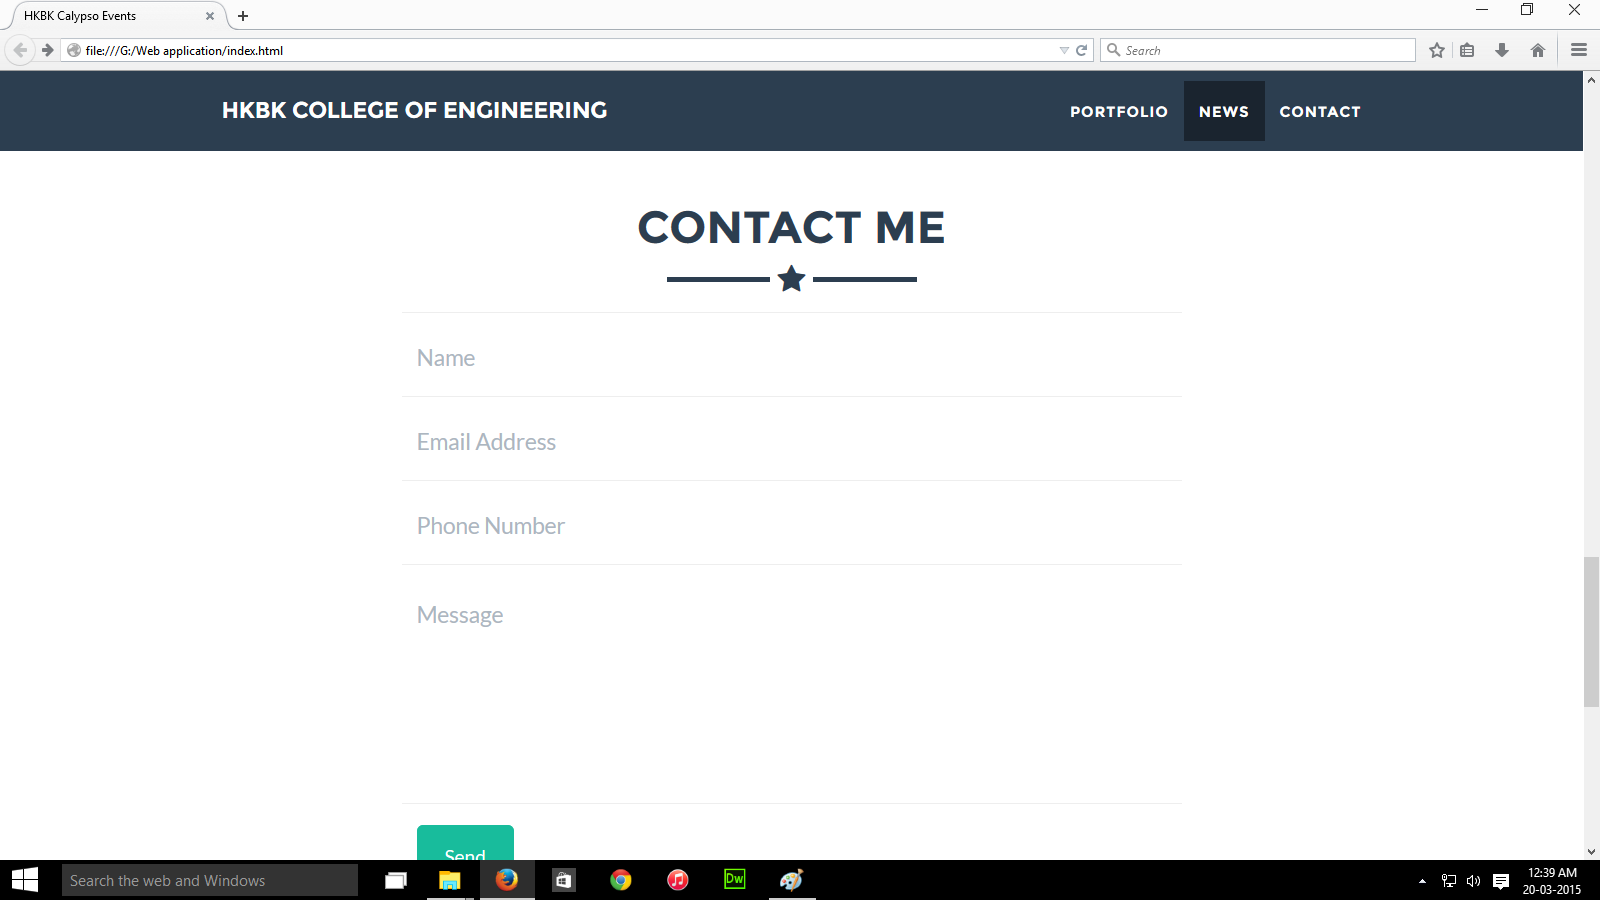 HKBK Calypso Events
file:///G:/Web application/index.html
Search
HKBK COLLEGE OF ENGINEERING
PORTFOLIO
NEWS
CONTACT
CONTACT ME
Name
Email Address
Phone Number
Message
Send
Search the web and Windows
Dw
12:39 AM
20-03-2015